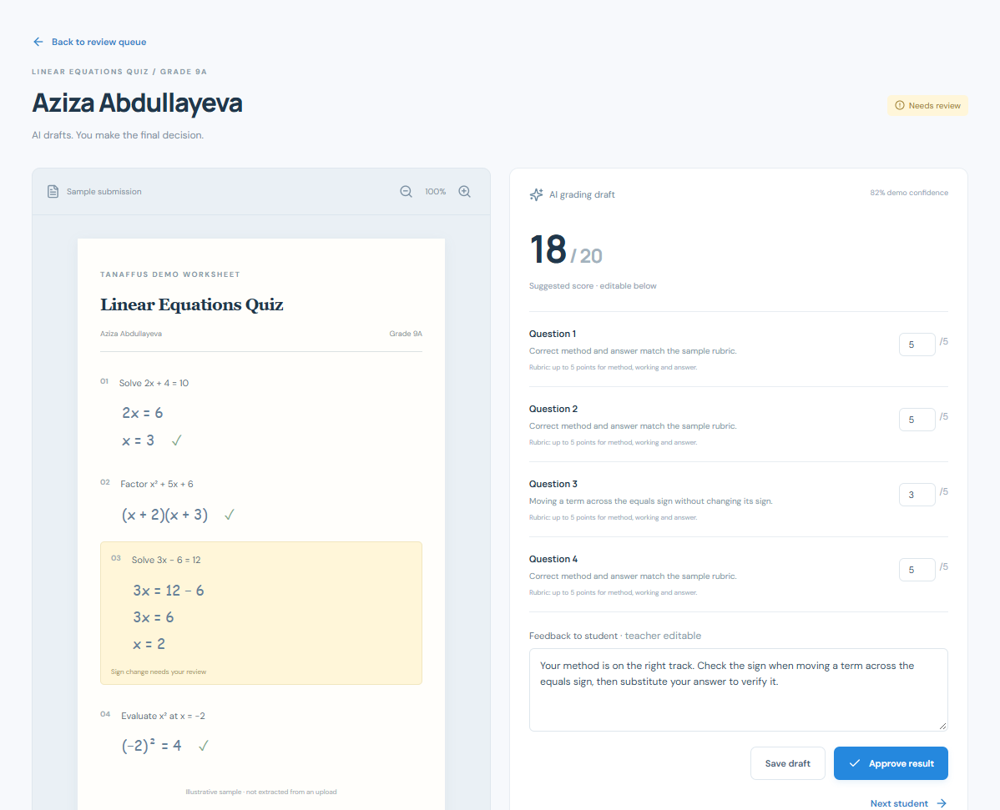 Back to review queue
LINEAR EQUATIONS QUIZ / GRADE 9A
Aziza Abdullayeva
Needs review
AI drafts. You make the final decision.
Sample submission
100%
TANAFFUS DEMO WORKSHEET
Linear Equations Quiz
Aziza Abdullayeva
Grade 9A
01 Solve 2x + 4 = 10
2x = 6
x = 3 ✓
02 Factor x² + 5x + 6
(x + 2)(x + 3) ✓
03 Solve 3x − 6 = 12
3x = 12 − 6
3x = 6
x = 2
Sign change needs your review
04 Evaluate x² at x = −2
(−2)² = 4 ✓
Illustrative sample · not extracted from an upload
AI grading draft
82% demo confidence
18 / 20
Suggested score · editable below
Question 1
Correct method and answer match the sample rubric.
Rubric: up to 5 points for method, working and answer.
5 /5
Question 2
Correct method and answer match the sample rubric.
Rubric: up to 5 points for method, working and answer.
5 /5
Question 3
Moving a term across the equals sign without changing its sign.
Rubric: up to 5 points for method, working and answer.
3 /5
Question 4
Correct method and answer match the sample rubric.
Rubric: up to 5 points for method, working and answer.
5 /5
Feedback to student · teacher editable
Your method is on the right track. Check the sign when moving a term across the
equals sign, then substitute your answer to verify it.
Save draft
Approve result
Next student